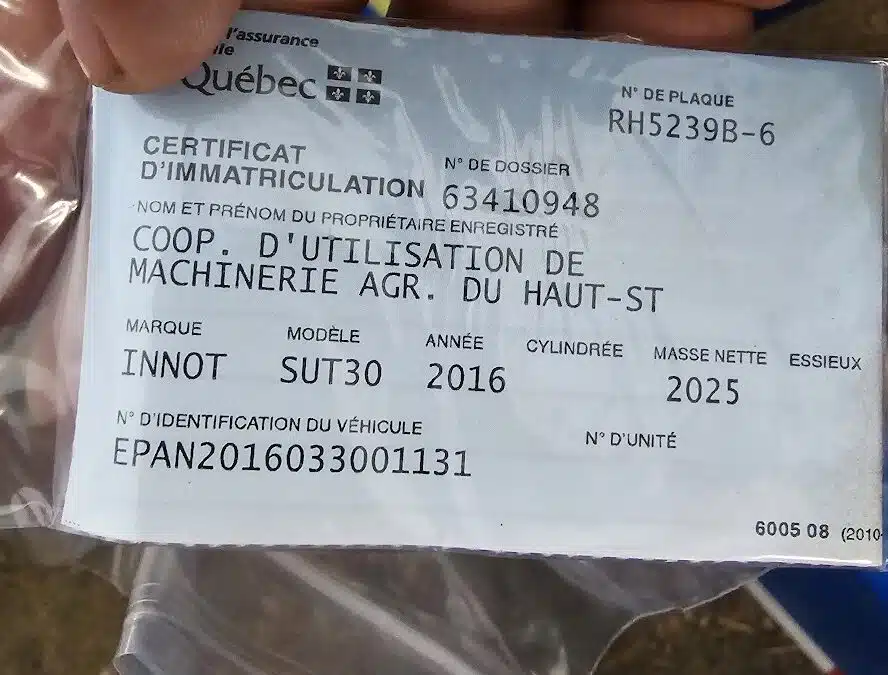 l'assurance
Québec
N° DE PLAQUE
RH5239B-6
CERTIFICAT
D'IMMATRICULATION
N° DE DOSSIER
63410948
NOM ET PRÉNOM DU PROPRIÉTAIRE ENREGISTRÉ
COOP. D'UTILISATION DE
MACHINERIE AGR. DU HAUT-ST
MARQUE MODÈLE ANNÉE CYLINDRÉE MASSE NETTE ESSIEUX
INNOT SUT30 2016 2025
N° D'IDENTIFICATION DU VÉHICULE N° D'UNITÉ
EPAN2016033001131
6005 08 (2010-